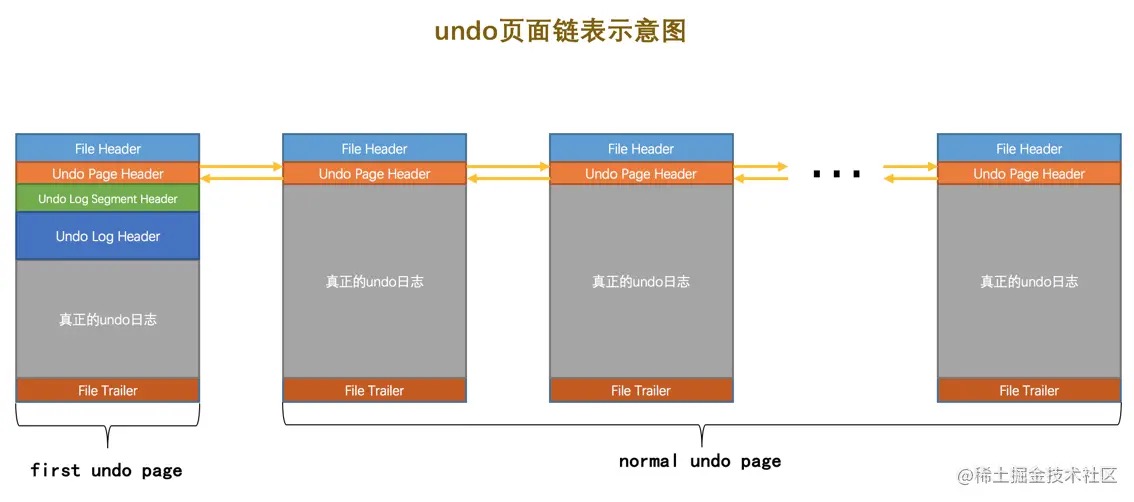 undo页面链表示意图
File Header
Undo Page Header
Undo Log Segment Header
Undo Log Header
真正的undo日志
File Trailer
File Header
Undo Page Header
真正的undo日志
File Trailer
File Header
Undo Page Header
真正的undo日志
File Trailer
...
File Header
Undo Page Header
真正的undo日志
File Trailer
first undo page
normal undo page
@稀土掘金技术社区